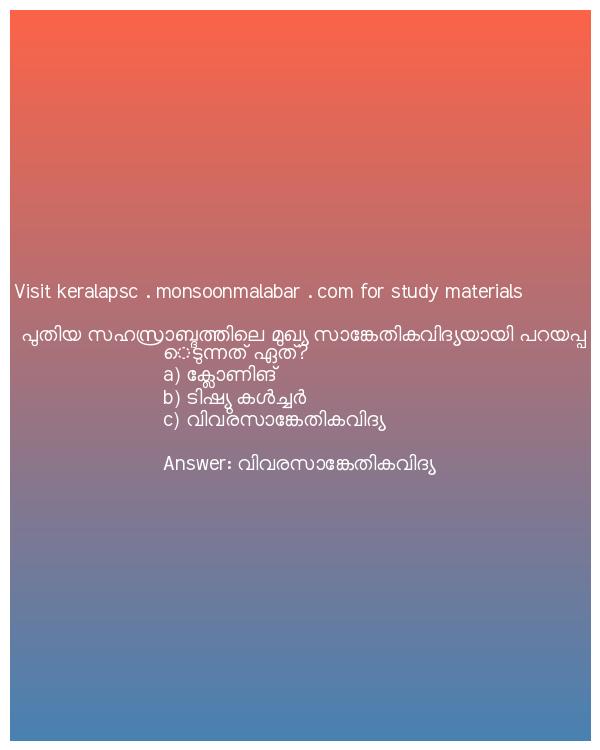 Visit keralapsc . monsoonmalabar . com for study materials
പുതിയ സഹസ്രാബ്ദത്തിലെ മുഖ്യ സാങ്കേതികവിദ്യയായി പറയപ്പ
െടുന്നത് ഏത്?
a) ക്ലോണിങ്
b) ടിഷ്യു കൾച്ചർ
c) വിവരസാങ്കേതികവിദ്യ
Answer: വിവരസാങ്കേതികവിദ്യ